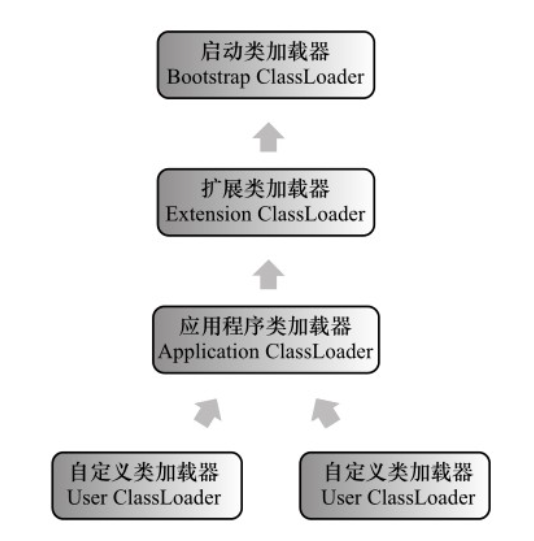 启动类加载器
Bootstrap ClassLoader
扩展类加载器
Extension ClassLoader
应用程序类加载器
Application ClassLoader
自定义类加载器
User ClassLoader
自定义类加载器
User ClassLoader